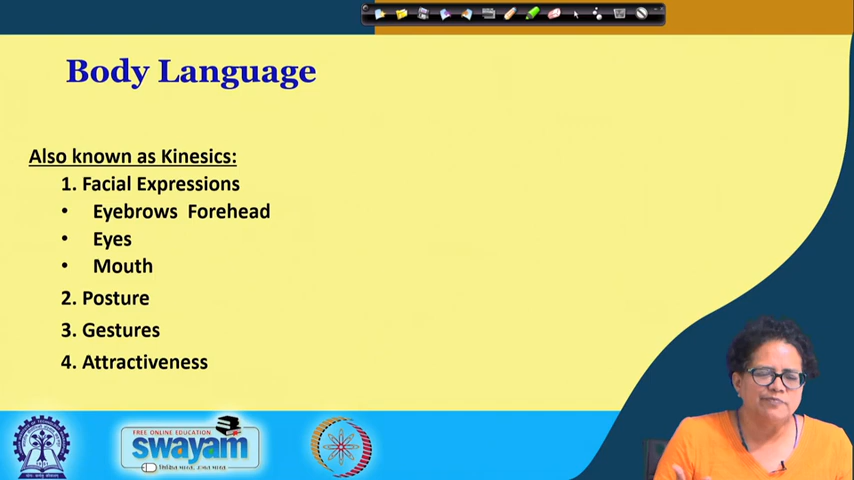 Body Language
Also known as Kinesics:
1. Facial Expressions
• Eyebrows Forehead
• Eyes
• Mouth
2. Posture
3. Gestures
4. Attractiveness
FREE ONLINE EDUCATION
swayam